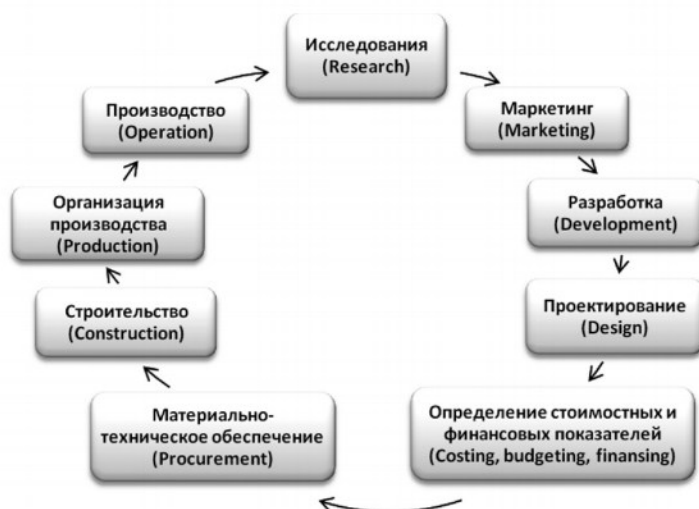 Исследования
(Research)
Маркетинг
(Marketing)
Разработка
(Development)
Проектирование
(Design)
Определение стоимостных и
финансовых показателей
(Costing, budgeting, finansing)
Материально-
техническое обеспечение
(Procurement)
Строительство
(Construction)
Организация
производства
(Production)
Производство
(Operation)